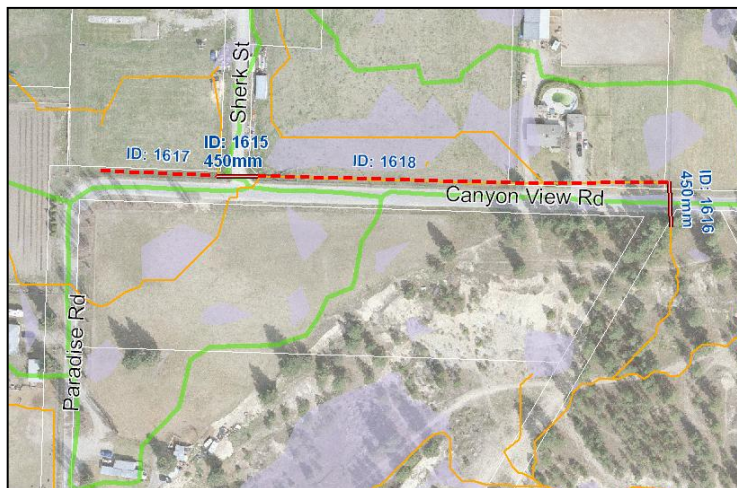 Sherk St
ID: 1615
450mm
ID: 1617
ID: 1618
Canyon View Rd
ID: 1616
450mm
Paradise Rd